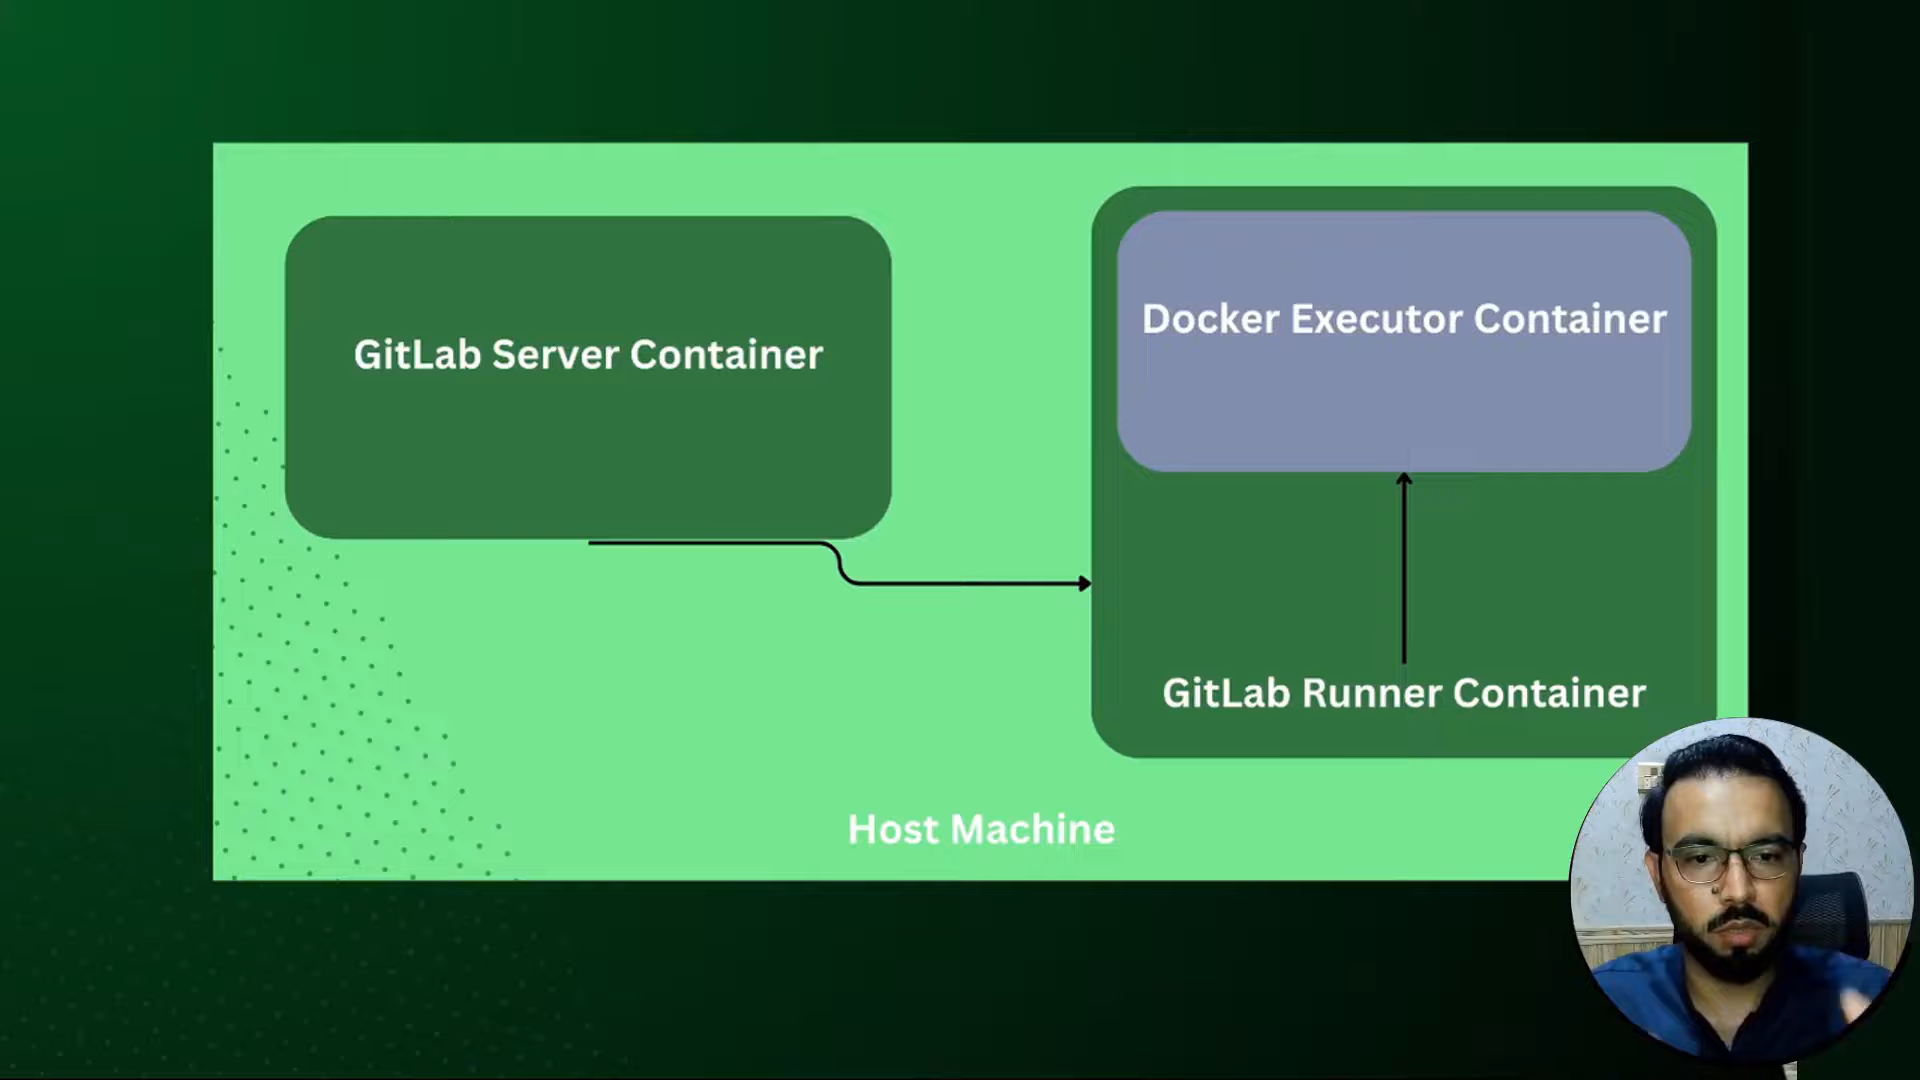 GitLab Server Container
Docker Executor Container
GitLab Runner Container
Host Machine